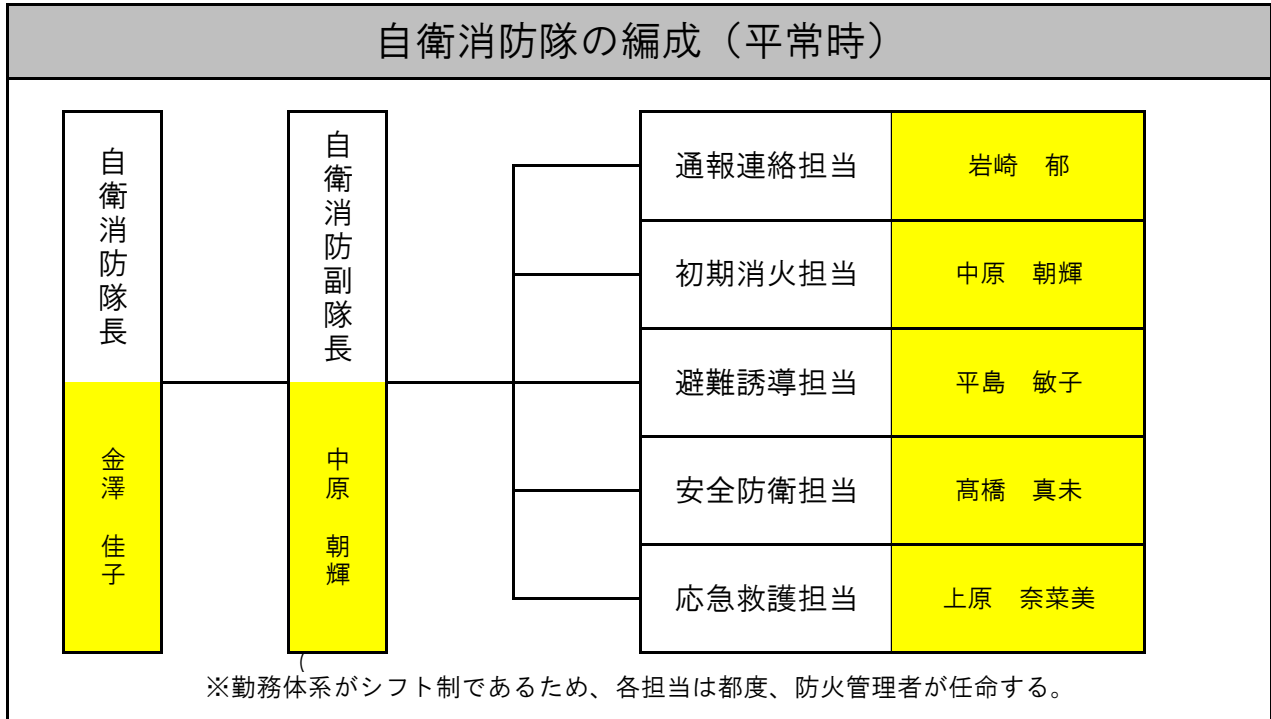 自衛消防隊の編成（平常時）
自衛消防隊長
金澤　佳子
自衛消防副隊長
中原　朝輝
通報連絡担当
岩崎　郁
初期消火担当
中原　朝輝
避難誘導担当
平島　敏子
安全防衛担当
髙橋　真未
応急救護担当
上原　奈菜美
（
※勤務体系がシフト制であるため、各担当は都度、防火管理者が任命する。